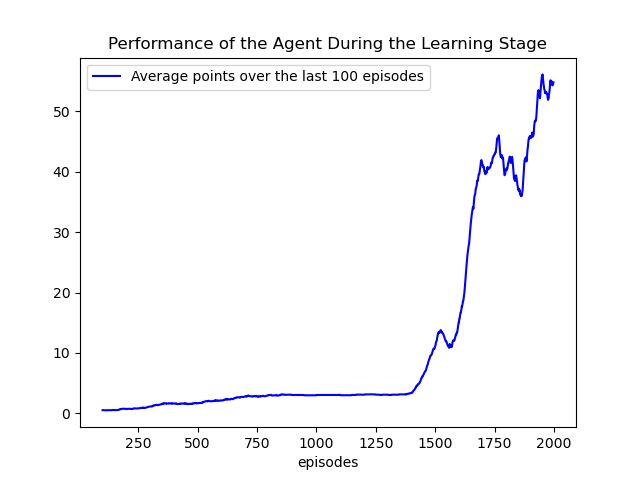 Performance of the Agent During the Learning Stage
Average points over the last 100 episodes
50
40
30
20
10
0
250 500 750 1000 1250 1500 1750 2000
episodes